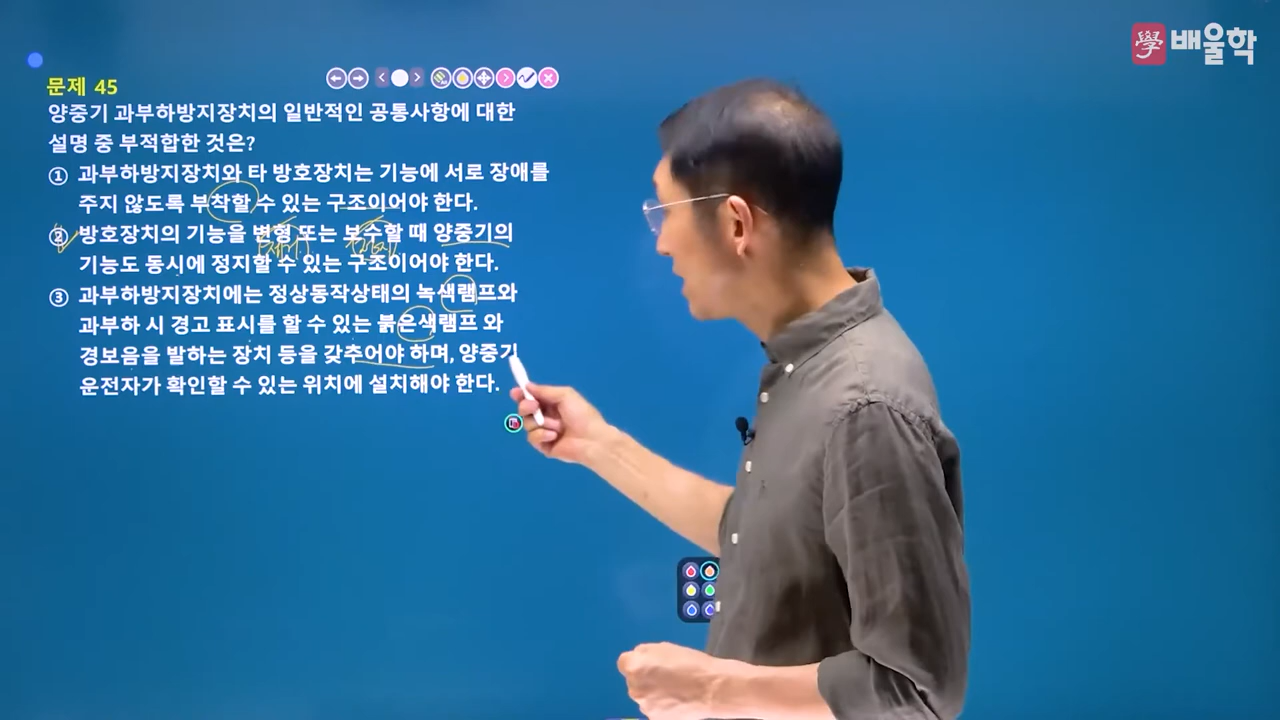 學 배울학
문제 45
양중기 과부하방지장치의 일반적인 공통사항에 대한
설명 중 부적합한 것은?
① 과부하방지장치와 타 방호장치는 기능에 서로 장애를
주지 않도록 부착할 수 있는 구조이어야 한다.
② 방호장치의 기능을 변형 또는 보수할 때 양중기의
기능도 동시에 정지할 수 있는 구조이어야 한다.
③ 과부하방지장치에는 정상동작상태의 녹색램프와
과부하 시 경고 표시를 할 수 있는 붉은색램프 와
경보음을 발하는 장치 등을 갖추어야 하며, 양중기
운전자가 확인할 수 있는 위치에 설치해야 한다.